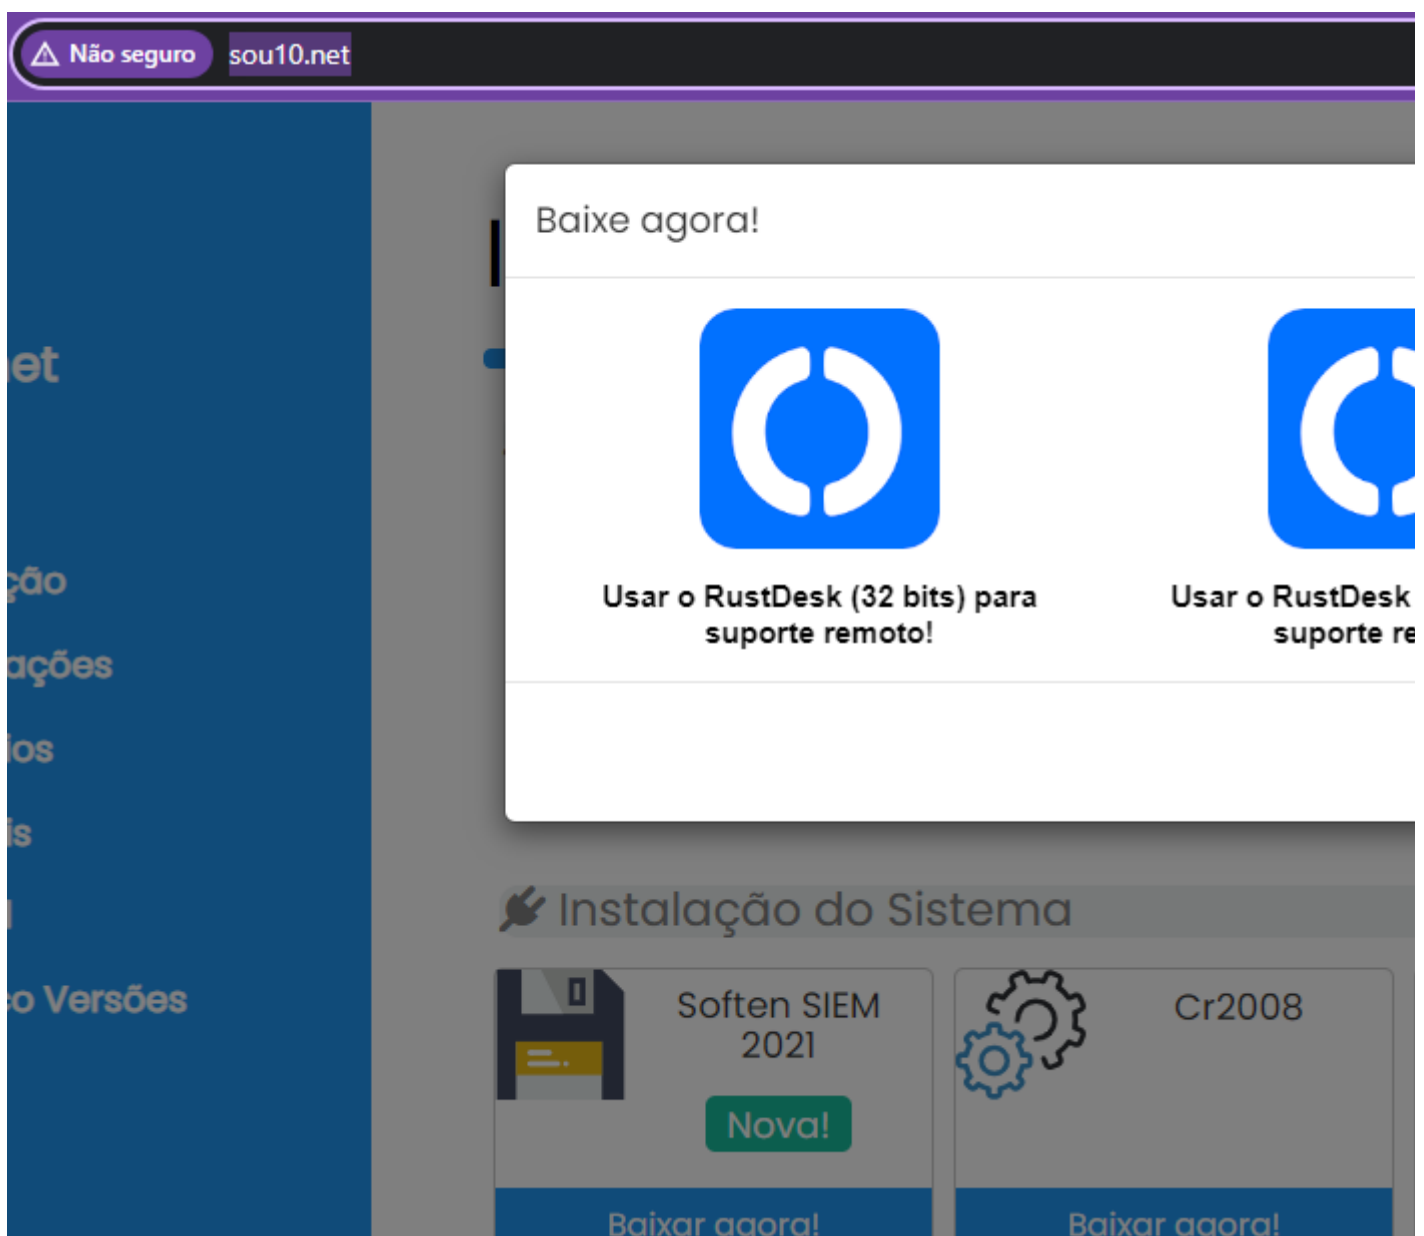 Não seguro sou10.net
Baixe agora!
et
Usar o RustDesk (32 bits) para
suporte remoto!
Usar o RustDesk
suporte re
ção
ações
ios
is
o Versões
Instalação do Sistema
Soften SIEM
2021
Nova!
Baixar agora!
Cr2008
Baixar agora!